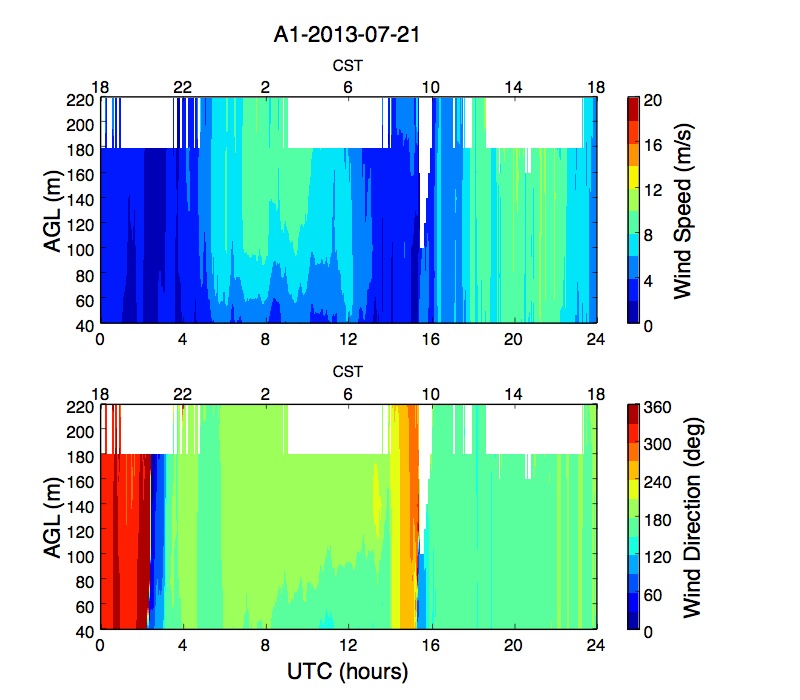 A1-2013-07-21
CST
18 22 2 6 10 14 18
220
200
180
160
140
120
100
80
60
40
AGL (m)
0 4 8 12 16 20 24
20
16
12
8
4
0
Wind Speed (m/s)
CST
18 22 2 6 10 14 18
220
200
180
160
140
120
100
80
60
40
AGL (m)
0 4 8 12 16 20 24
UTC (hours)
360
300
240
180
120
60
0
Wind Direction (deg)